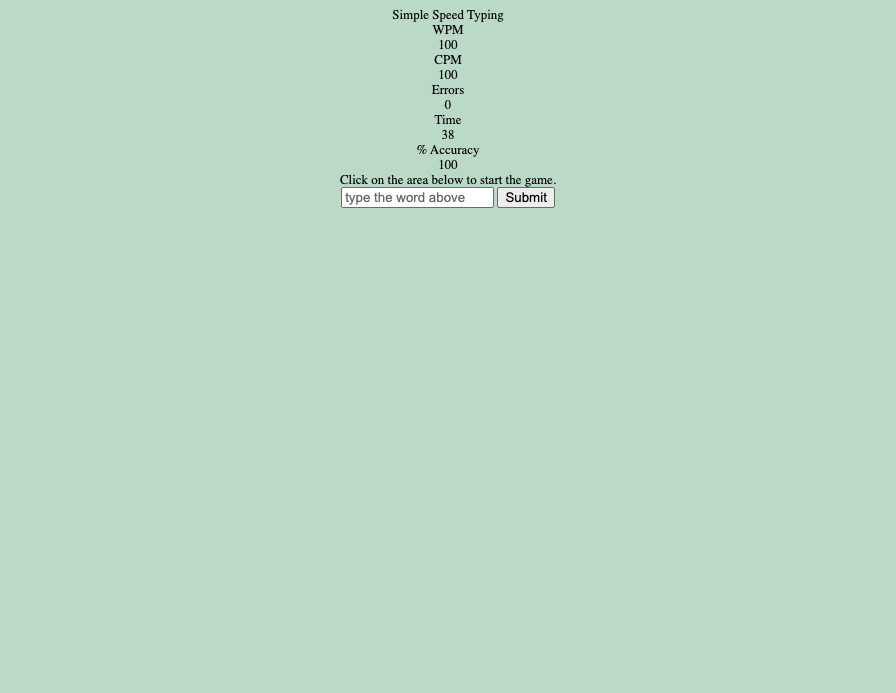 Simple Speed Typing
WPM
100
CPM
100
Errors
0
Time
38
% Accuracy
100
Click on the area below to start the game.
type the word above Submit